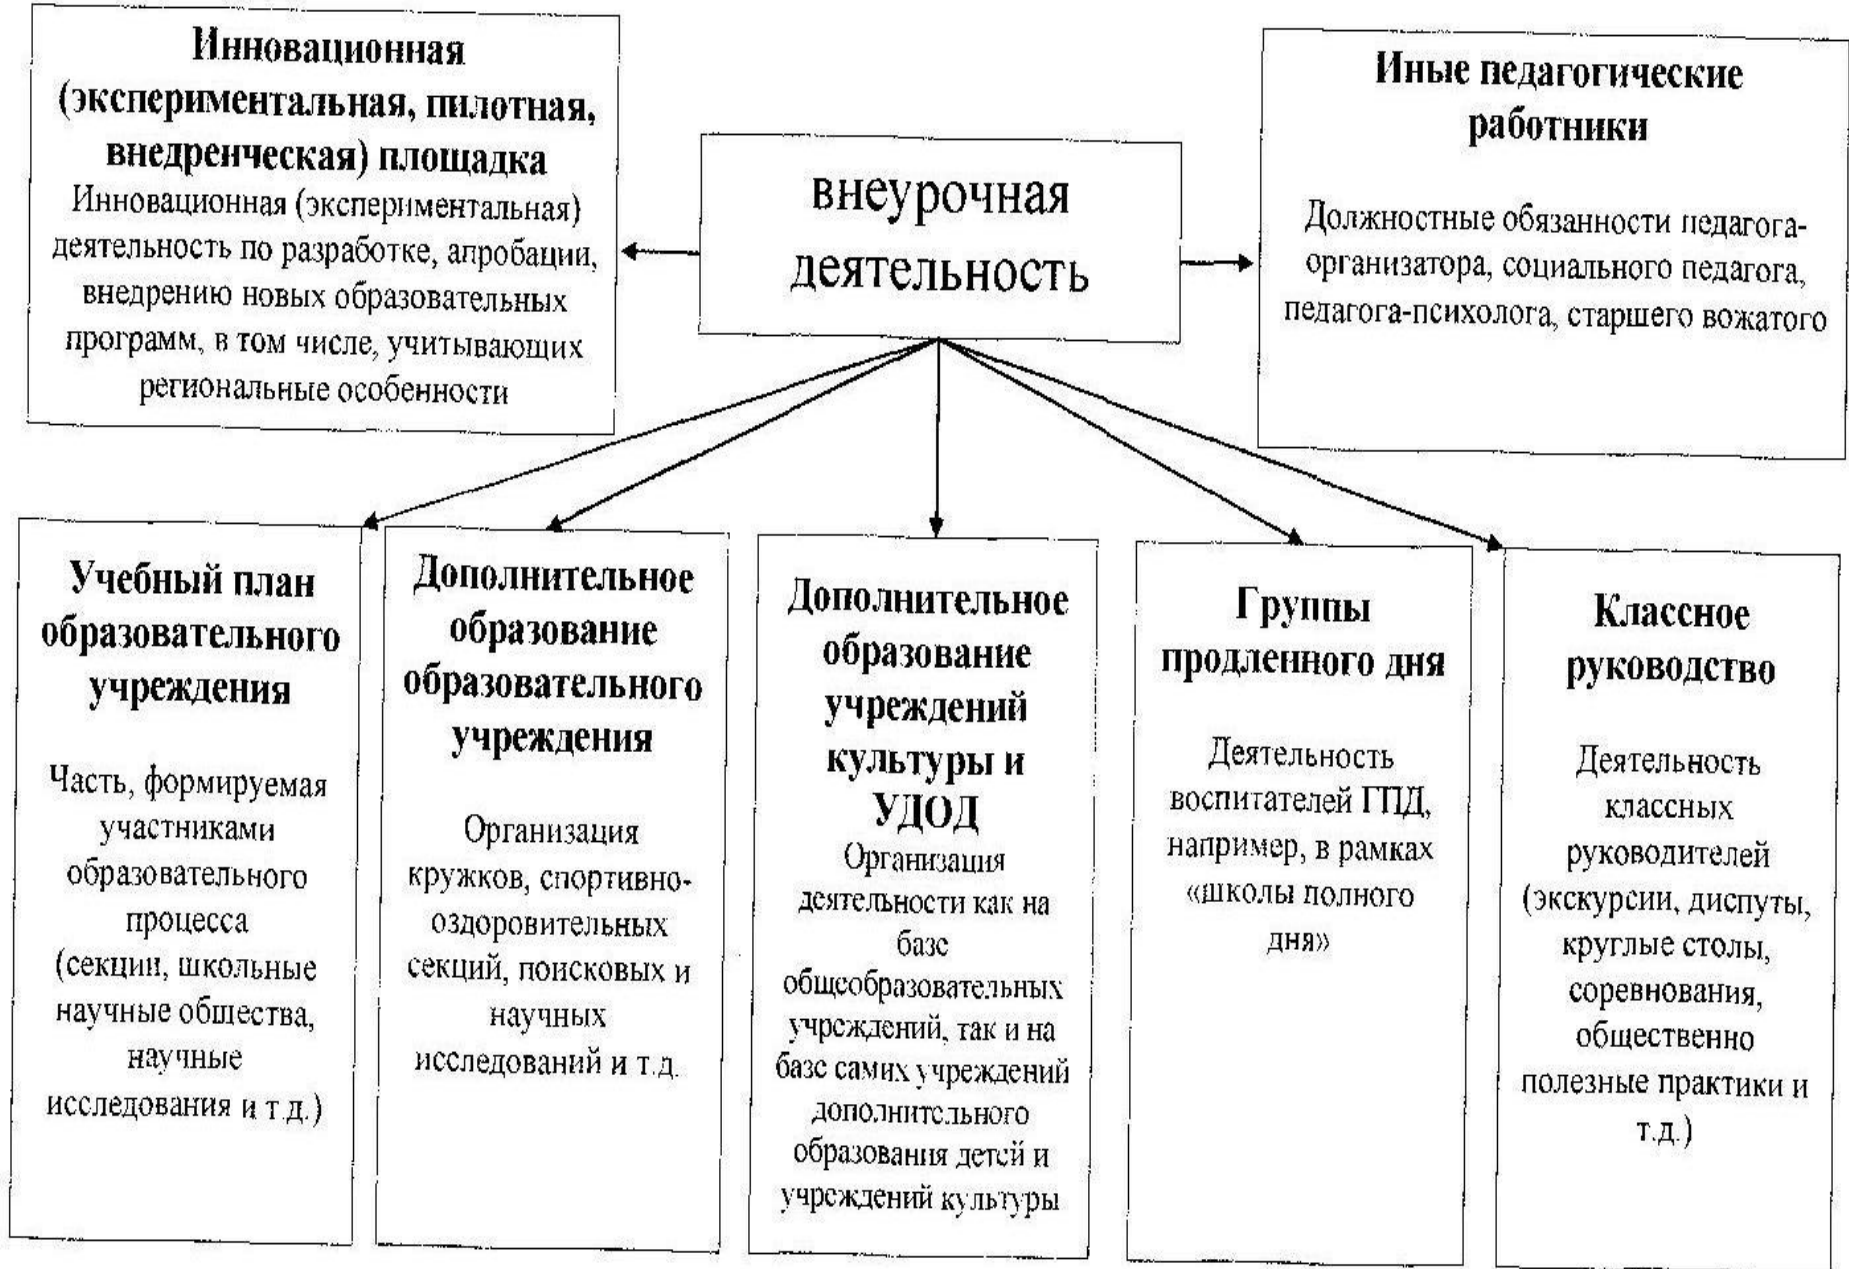 Инновационная
(экспериментальная, пилотная,
внедренческая) площадка
Инновационная (экспериментальная)
деятельность по разработке, апробации,
внедрению новых образовательных
программ, в том числе, учитывающих
региональные особенности
внеурочная
деятельность
Иные педагогические
работники
Должностные обязанности педагога-
организатора, социального педагога,
педагога-психолога, старшего вожатого
Учебный план
образовательного
учреждения
Часть, формируемая
участниками
образовательного
процесса
(секции, школьные
научные общества,
научные
исследования и т.д.)
Дополнительное
образование
образовательного
учреждения
Организация
кружков, спортивно-
оздоровительных
секций, поисковых и
научных
исследований и т.д.
Дополнительное
образование
учреждений
культуры и
УДОД
Организация
деятельности как на
базе
общеобразовательных
учреждений, так и на
базе самих учреждений
дополнительного
образования детей и
учреждений культуры
Группы
продленного дня
Деятельность
воспитателей ГПД,
например, в рамках
«школы полного
дня»
Классное
руководство
Деятельность
классных
руководителей
(экскурсии, диспуты,
круглые столы,
соревнования,
общественно
полезные практики и
т.д.)